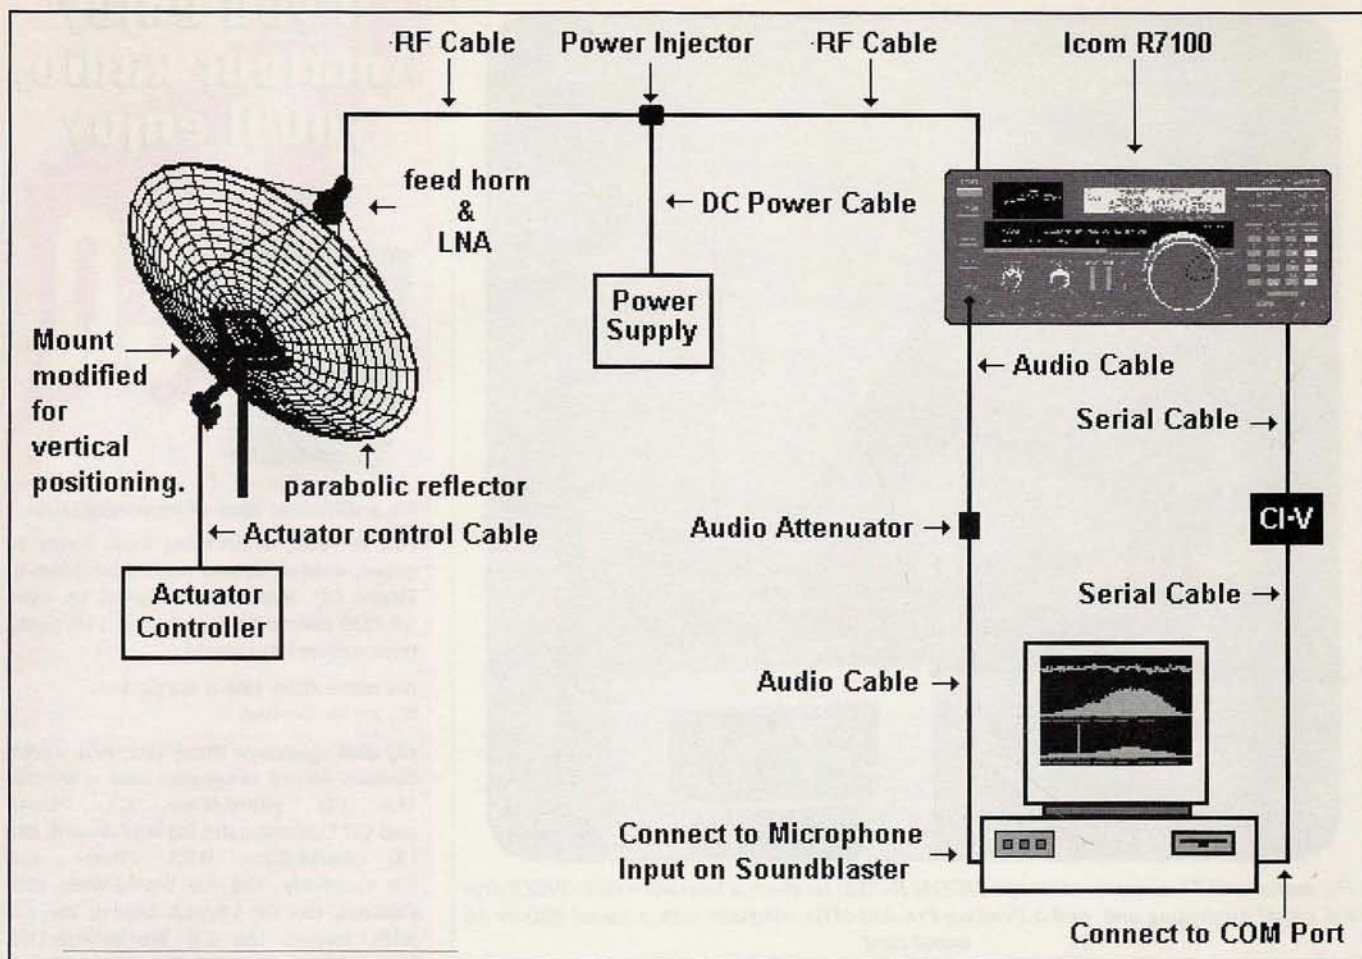 RF Cable
Power Injector
RF Cable
Icom R7100
feed horn
&
LNA
DC Power Cable
Power
Supply
Mount
modified
for
vertical
positioning.
parabolic reflector
Actuator control Cable
Actuator
Controller
Audio Cable
Serial Cable
Audio Attenuator
CI-V
Serial Cable
Audio Cable
Connect to Microphone
Input on Soundblaster
Connect to COM Port